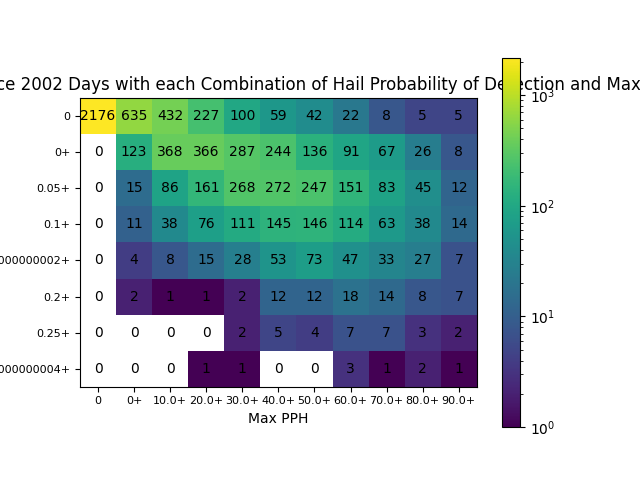 ce 2002 Days with each Combination of Hail Probability of Detection and Max
0 2176 635 432 227 100 59 42 22 8 5 5
0+ 0 123 368 366 287 244 136 91 67 26 8
0.05+ 0 15 86 161 268 272 247 151 83 45 12
0.1+ 0 11 38 76 111 145 146 114 63 38 14
000000002+ 0 4 8 15 28 53 73 47 33 27 7
0.2+ 0 2 1 1 2 12 12 18 14 8 7
0.25+ 0 0 0 0 2 5 4 7 7 3 2
000000004+ 0 0 0 1 1 0 0 3 1 2 1
0 0+ 10.0+ 20.0+ 30.0+ 40.0+ 50.0+ 60.0+ 70.0+ 80.0+ 90.0+
Max PPH
10³
10²
10¹
10⁰